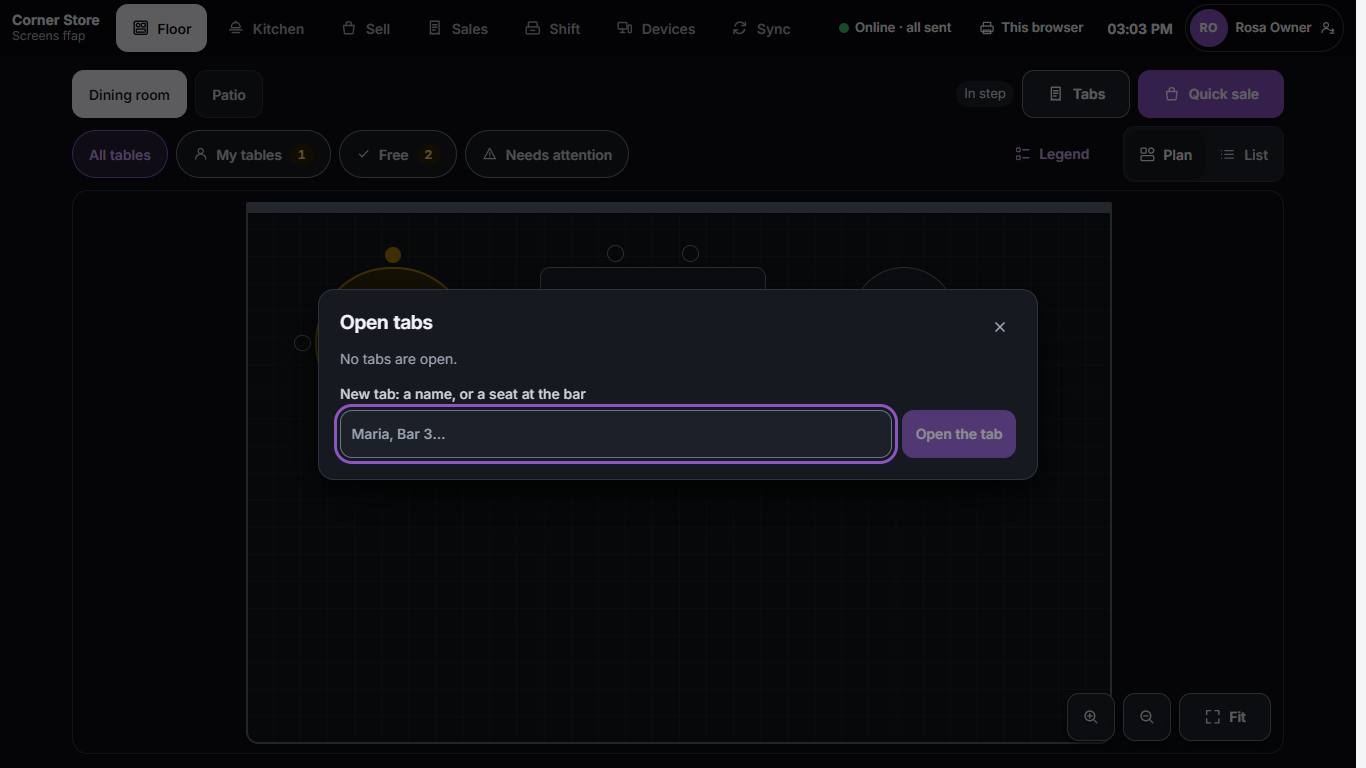 Corner Store
Screens ffap
Floor
Kitchen
Sell
Sales
Shift
Devices
Sync
Online · all sent
This browser
03:03 PM
RO
Rosa Owner
Dining room
Patio
In step
Tabs
Quick sale
All tables
My tables 1
Free 2
Needs attention
Legend
Plan
List
Open tabs
No tabs are open.
New tab: a name, or a seat at the bar
Maria, Bar 3...
Open the tab
Fit